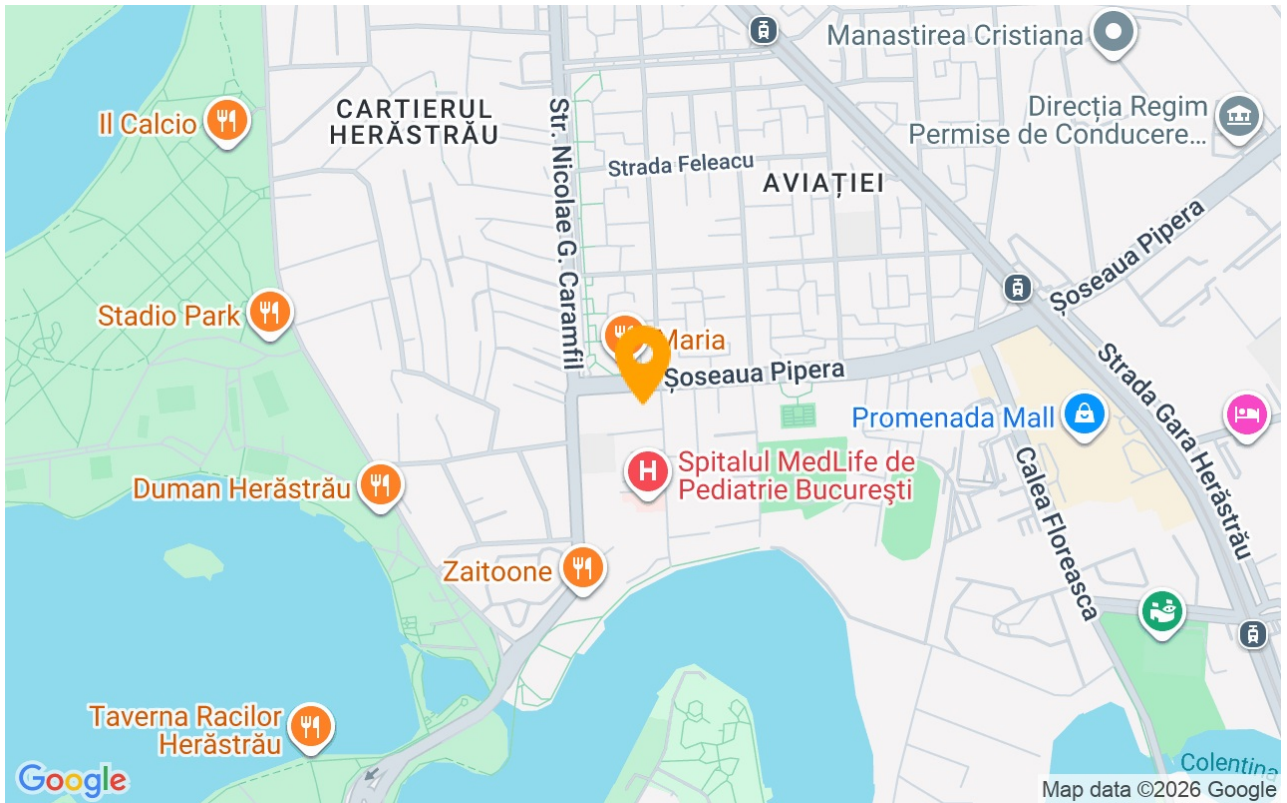 Manastirea Cristiana
Direcția Regim
Permise de Conducere...
Il Calcio
CARTIERUL
HERĂSTRĂU
Str. Nicolae G. Caramfil
Strada Feleacu
AVIAȚIEI
Șoseaua Pipera
Stadio Park
Maria
Șoseaua Pipera
Strada Gara Herăstrău
Promenada Mall
Calea Floreasca
H
Spitalul MedLife de
Pediatrie Bucureşti
Duman Herăstrău
Zaitoone
Taverna Racilor
Herăstrău
Colentina
Google
Map data ©2026 Google